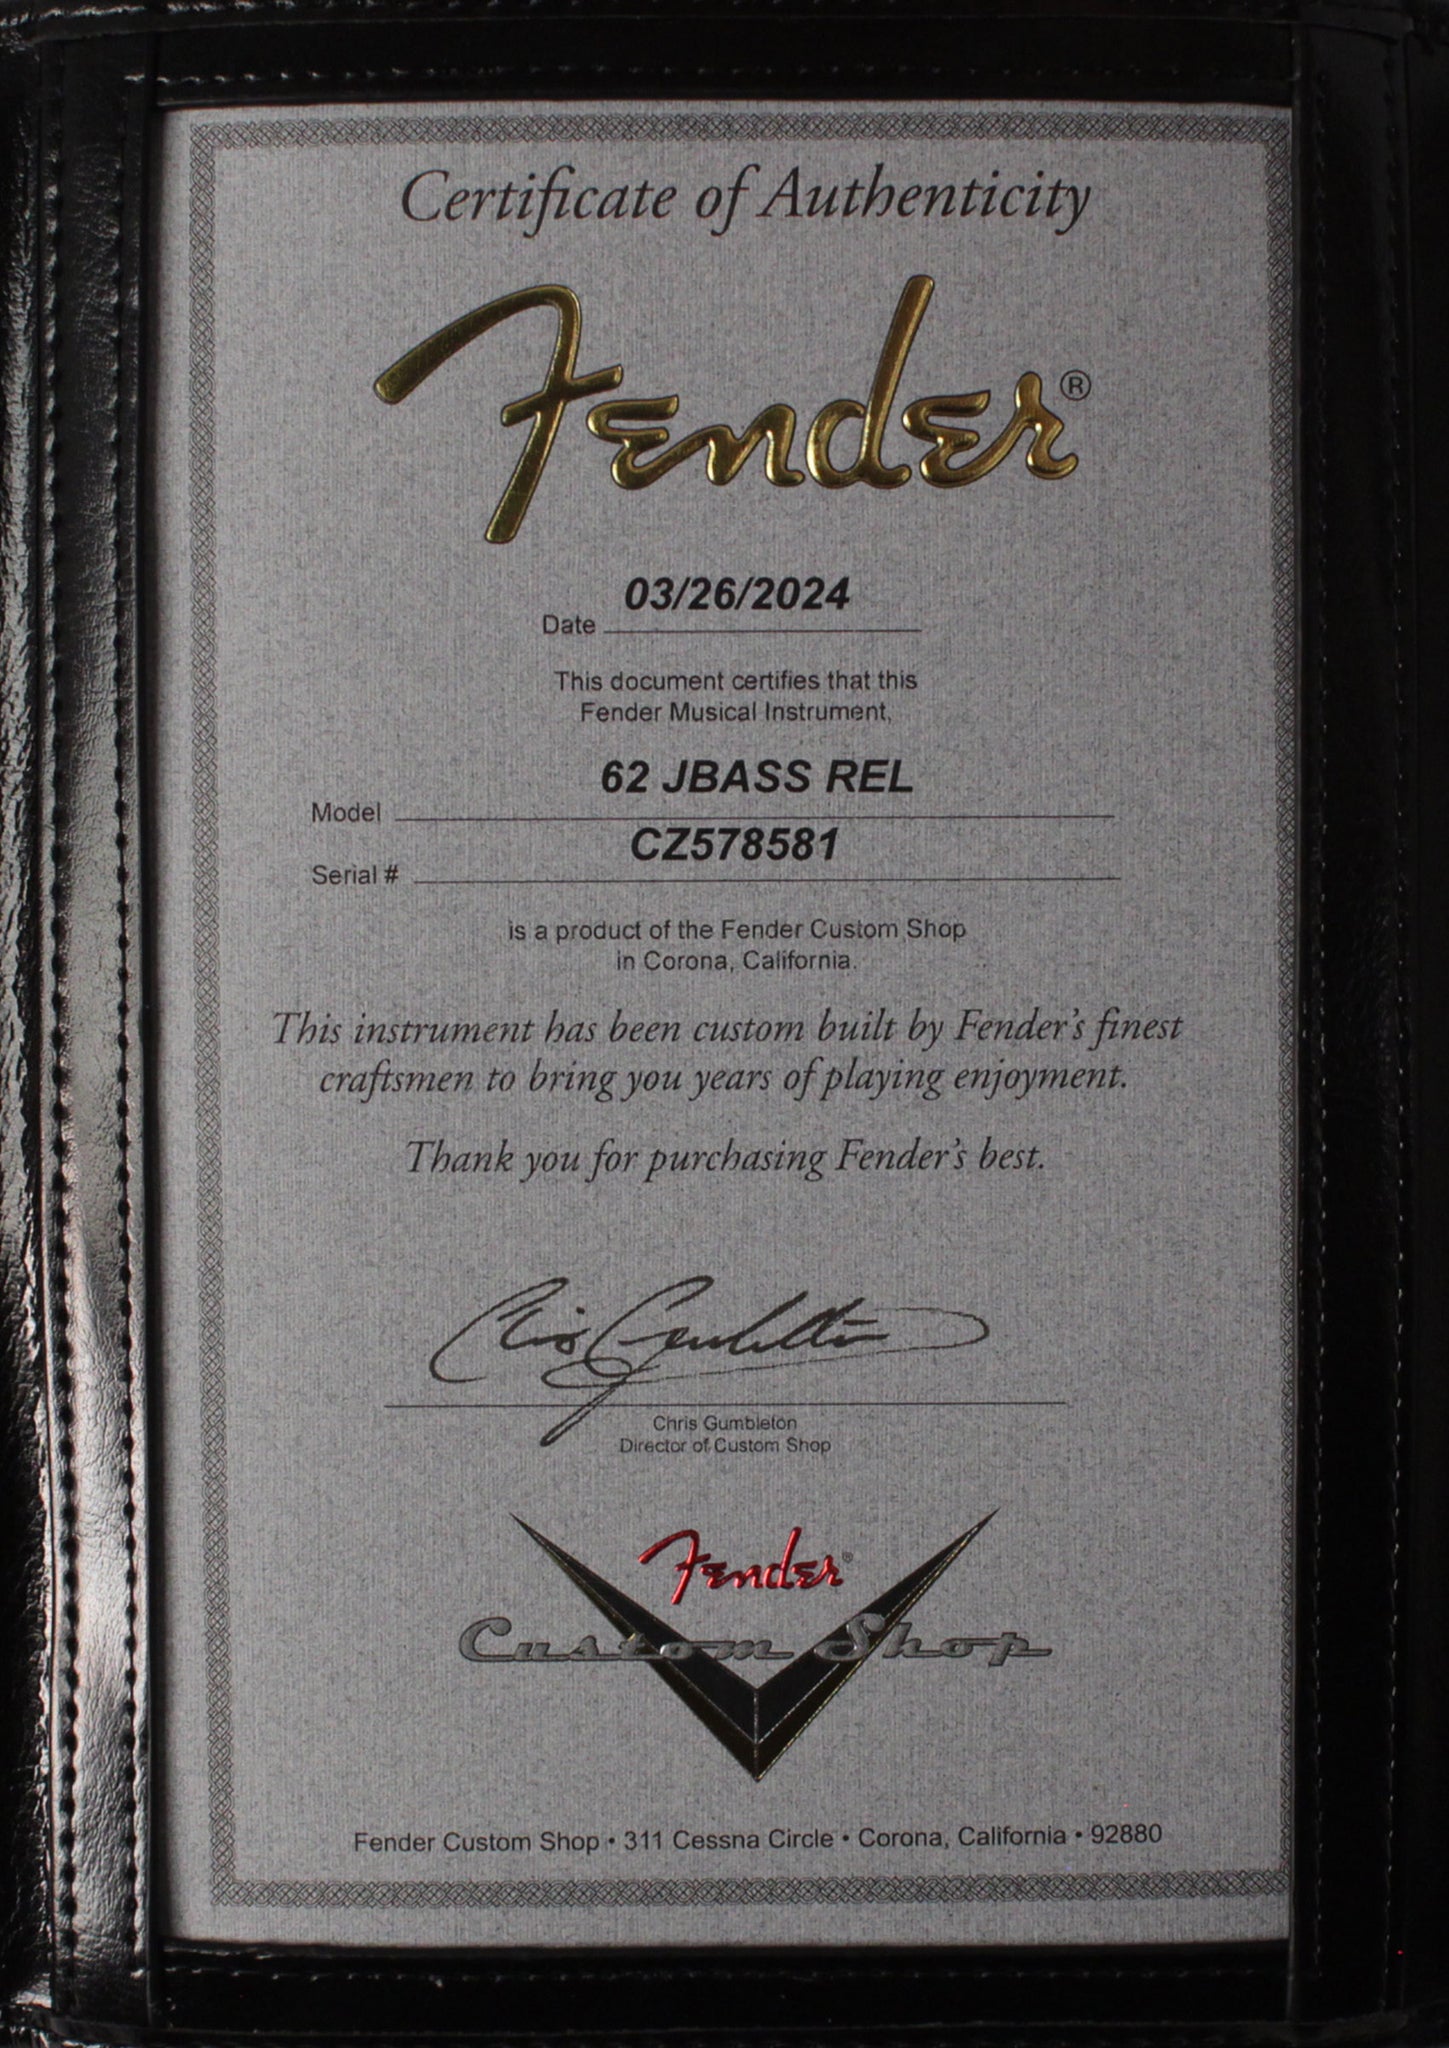 Certificate of Authenticity
Fender®
03/26/2024
Date
This document certifies that this
Fender Musical Instrument,
62 JBASS REL
Model
CZ578581
Serial #
is a product of the Fender Custom Shop
in Corona, California.
This instrument has been custom built by Fender's finest
craftsmen to bring you years of playing enjoyment.
Thank you for purchasing Fender's best.
Chris Gumbleton
Chris Gumbleton
Director of Custom Shop
Fender®
Custom Shop
Fender Custom Shop • 311 Cessna Circle • Corona, California • 92880